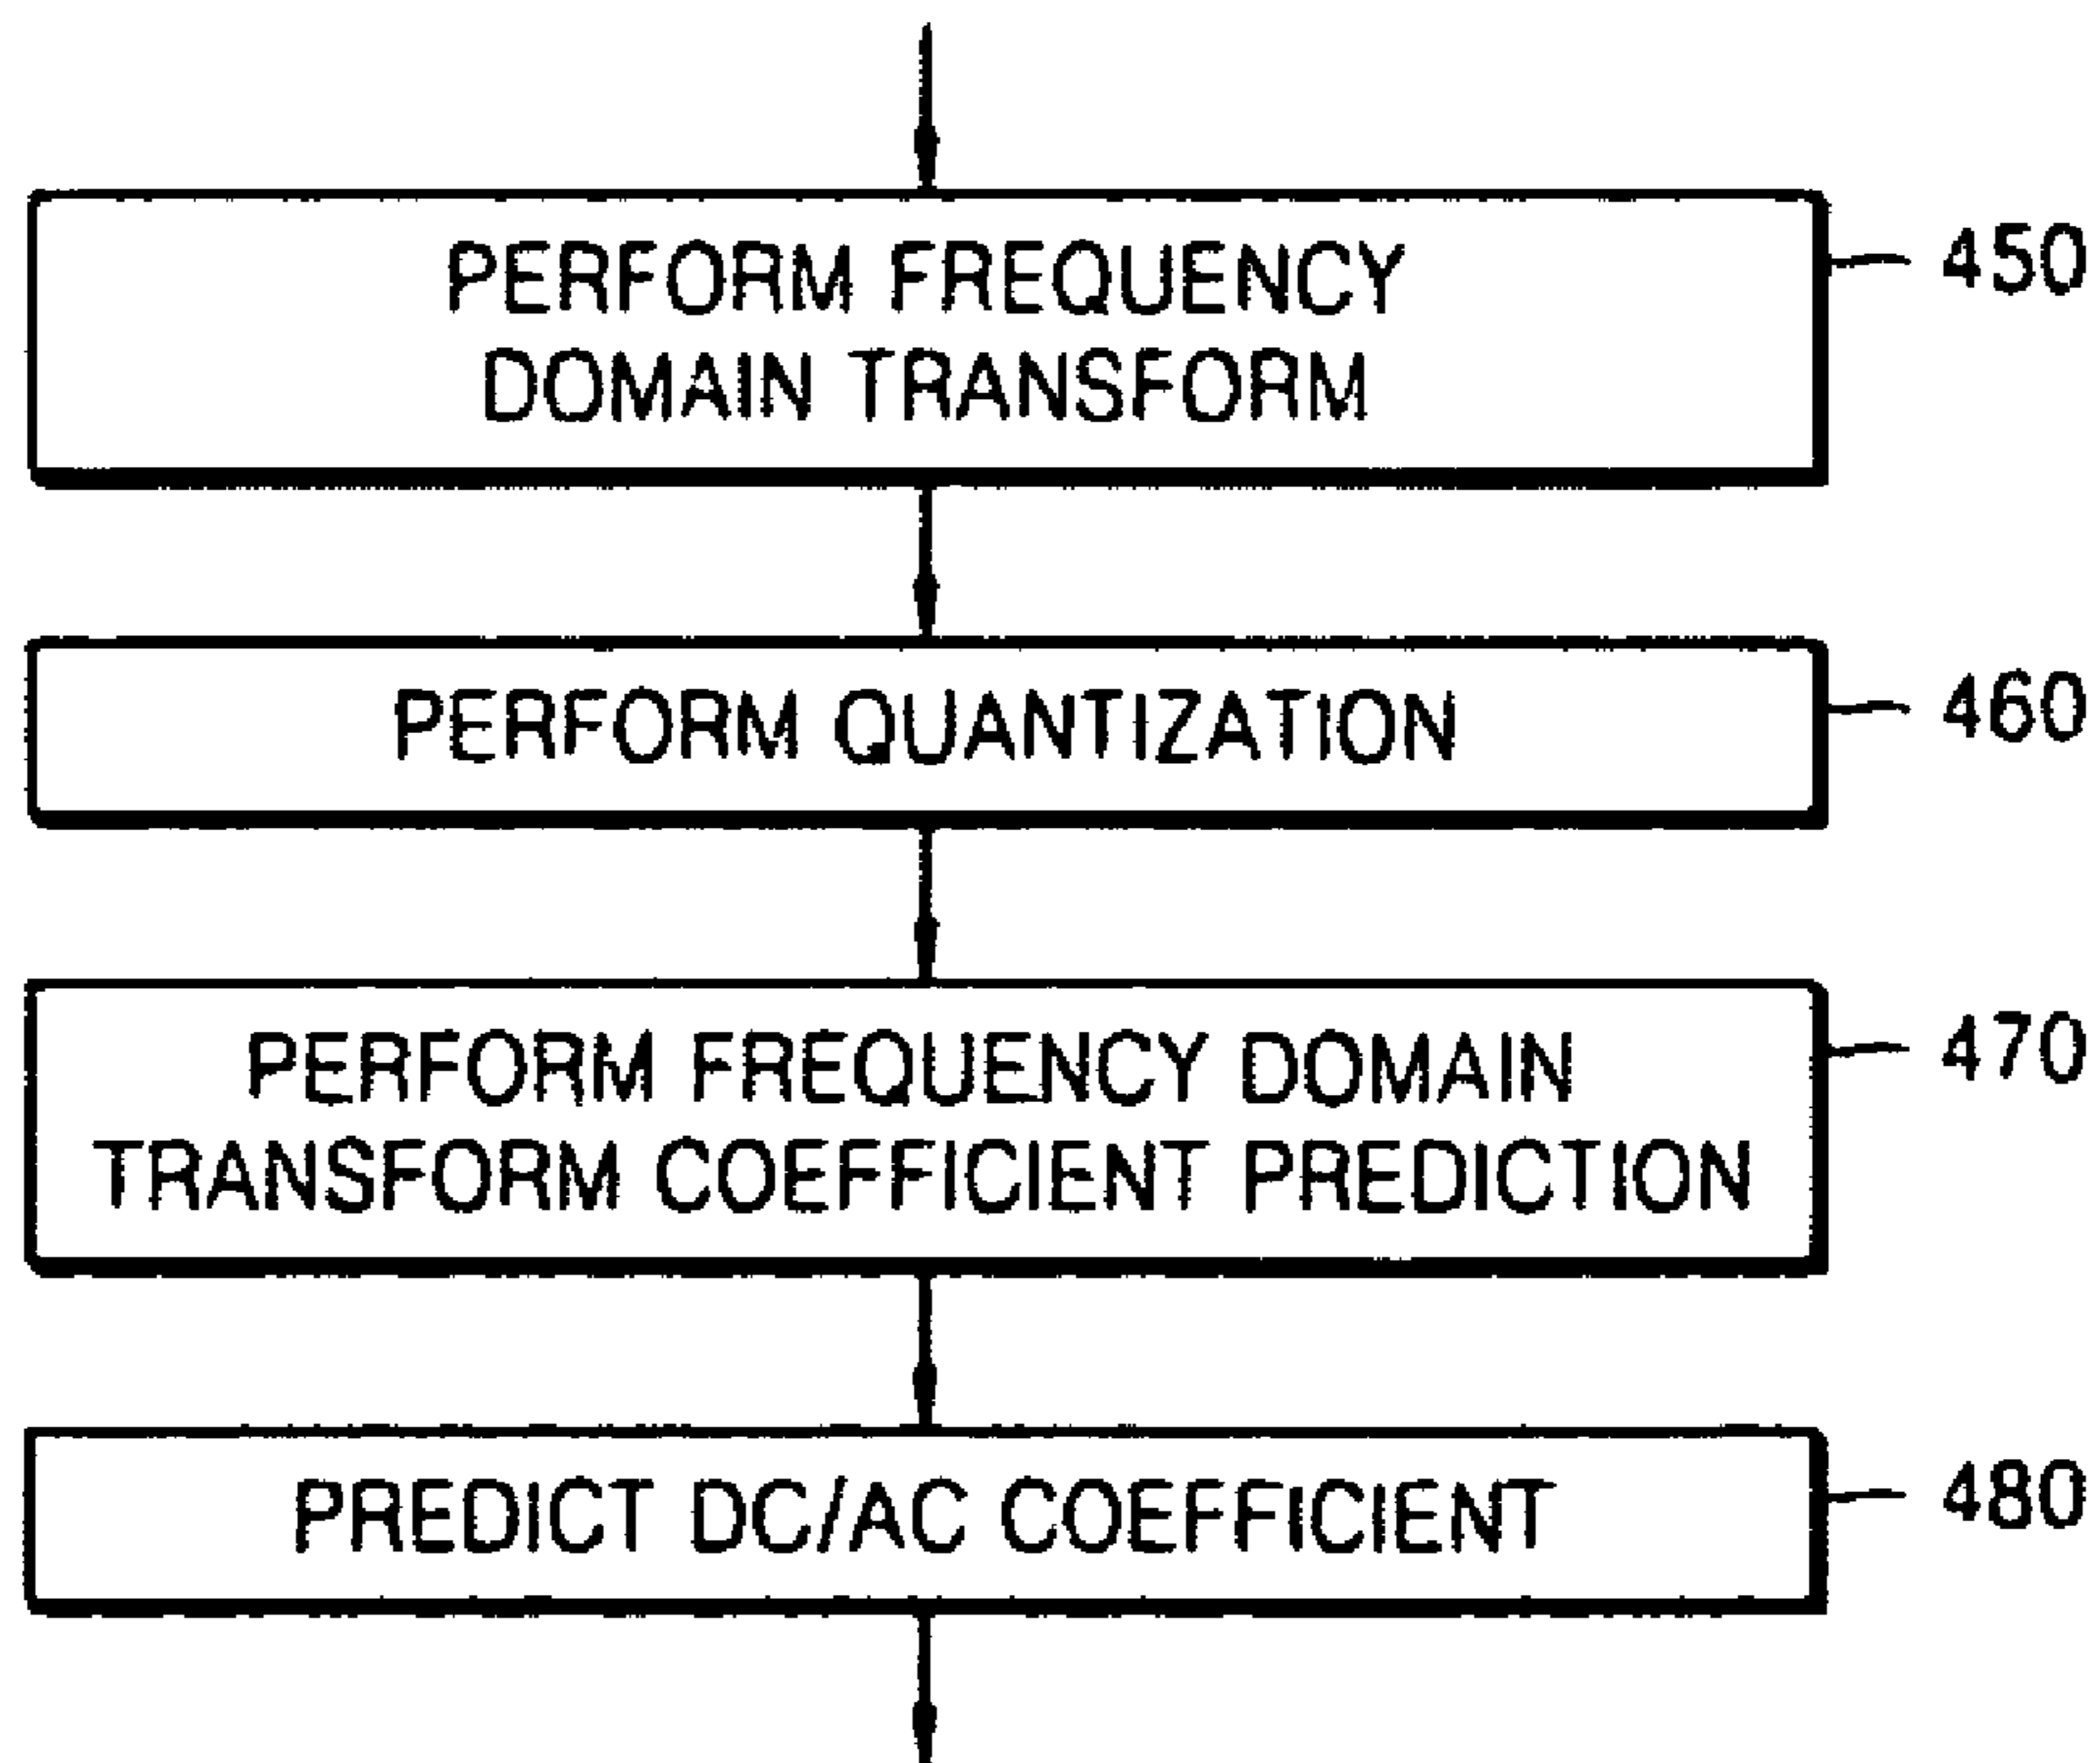 PERFORM FREQUENCY
DOMAIN TRANSFORM
450
PERFORM QUANTIZATION
460
PERFORM FREQUENCY DOMAIN
TRANSFORM COEFFICIENT PREDICTION
470
PREDICT DC/AC COEFFICIENT
480